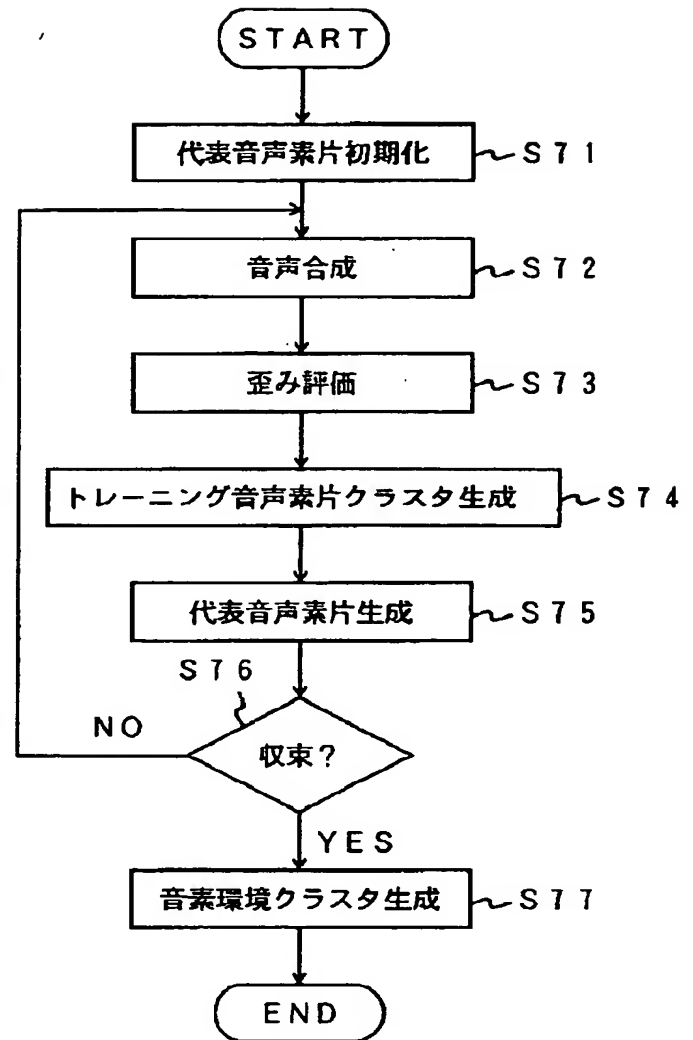 START
代表音声素片初期化 S71
音声合成 S72
歪み評価 S73
トレーニング音声素片クラスタ生成 S74
代表音声素片生成 S75
S76
NO
収束?
YES
音素環境クラスタ生成 S77
END